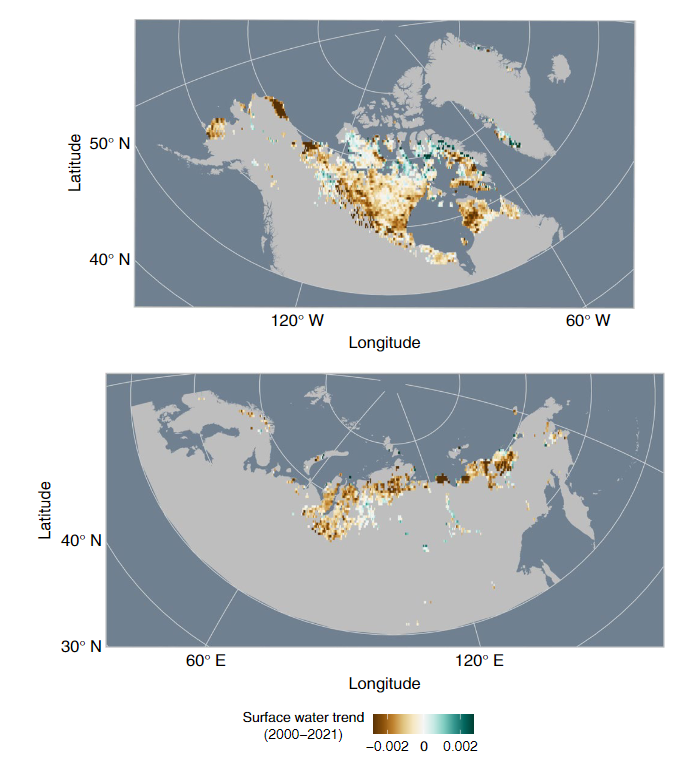 50° N
Latitude
40° N
120° W
60° W
Longitude
Latitude
40° N
30° N
60° E
120° E
Longitude
Surface water trend
(2000–2021)
−0.002 0 0.002